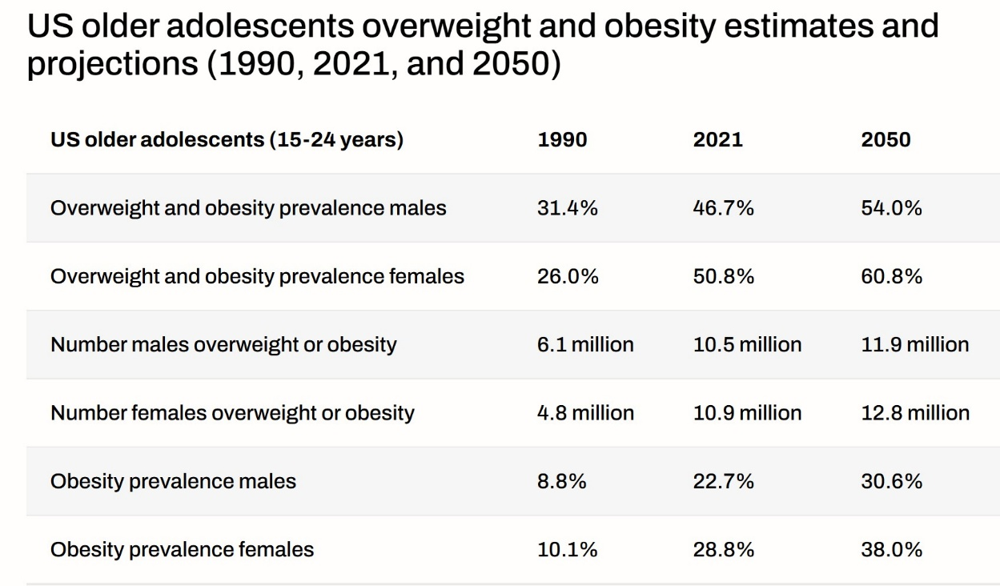 US older adolescents overweight and obesity estimates and
projections (1990, 2021, and 2050)
US older adolescents (15-24 years) 1990 2021 2050
Overweight and obesity prevalence males 31.4% 46.7% 54.0%
Overweight and obesity prevalence females 26.0% 50.8% 60.8%
Number males overweight or obesity 6.1 million 10.5 million 11.9 million
Number females overweight or obesity 4.8 million 10.9 million 12.8 million
Obesity prevalence males 8.8% 22.7% 30.6%
Obesity prevalence females 10.1% 28.8% 38.0%